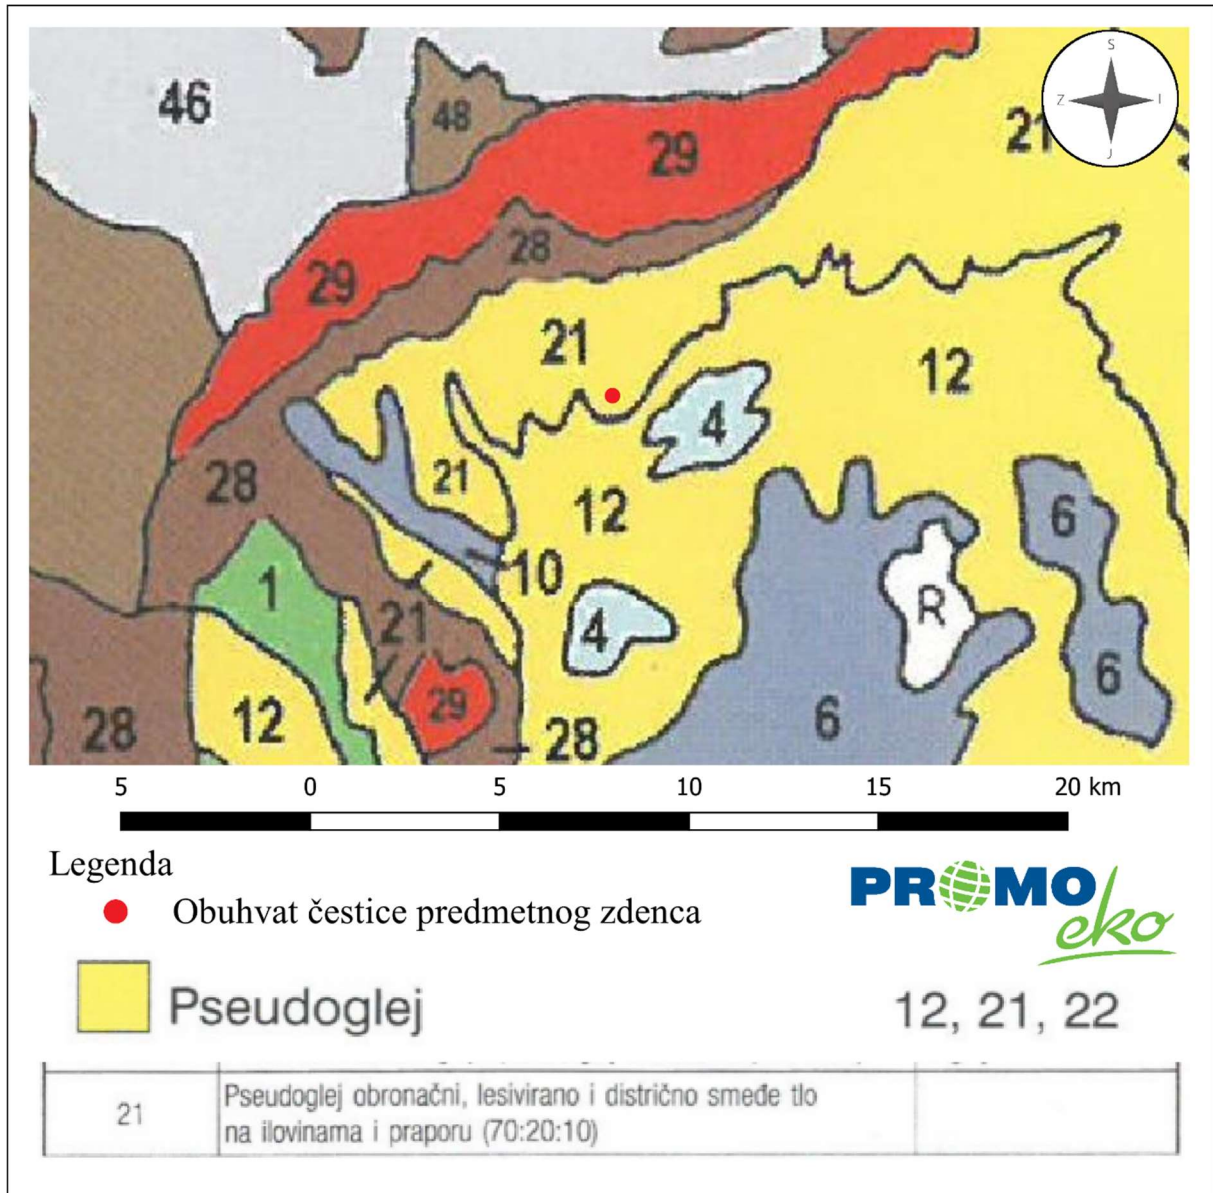 46
48
29
21
S
Z
I
J
28
29
21
12
4
21
28
12
6
10
1
4
R
21
6
29
12
28
6
28
5 0 5 10 15 20 km
Legenda
Obuhvat čestice predmetnog zdenca
PROMO
eko
Pseudoglej 12, 21, 22
21 Pseudoglej obronačni, lesivirano i distrično smeđe tlo
na ilovinama i praporu (70:20:10)